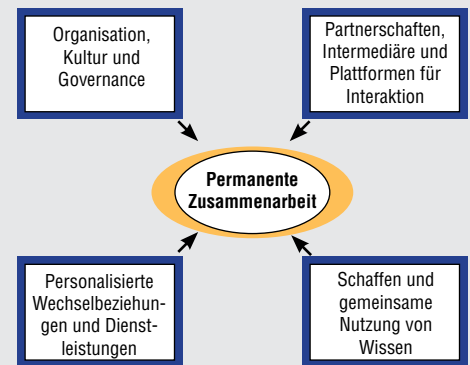 Organisation,
Kultur und
Governance
Partnerschaften,
Intermediäre und
Plattformen für
Interaktion
Permanente
Zusammenarbeit
Personalisierte
Wechselbeziehun-
gen und Dienst-
leistungen
Schaffen und
gemeinsame
Nutzung von
Wissen